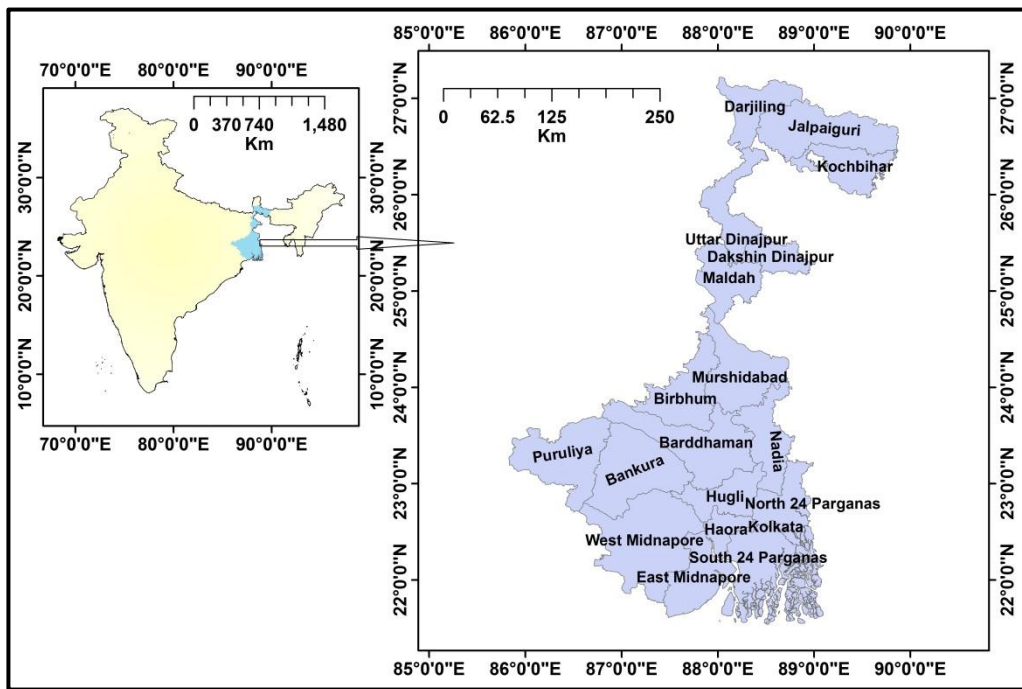 70°0'0"E 80°0'0"E 90°0'0"E
0 370 740 1,480
Km
30°0'0"N
20°0'0"N
10°0'0"N
30°0'0"N
20°0'0"N
10°0'0"N
70°0'0"E 80°0'0"E 90°0'0"E
85°0'0"E 86°0'0"E 87°0'0"E 88°0'0"E 89°0'0"E 90°0'0"E
0 62.5 125 250
Km
27°0'0"N
26°0'0"N
25°0'0"N
24°0'0"N
23°0'0"N
22°0'0"N
Darjiling
Jalpaiguri
Kochbihar
Uttar Dinajpur
Dakshin Dinajpur
Maldah
Murshidabad
Birbhum
Barddhaman
Nadia
Puruliya
Bankura
Hugli
North 24 Parganas
Haora
Kolkata
West Midnapore
South 24 Parganas
East Midnapore
27°0'0"N
26°0'0"N
25°0'0"N
24°0'0"N
23°0'0"N
22°0'0"N
85°0'0"E 86°0'0"E 87°0'0"E 88°0'0"E 89°0'0"E 90°0'0"E